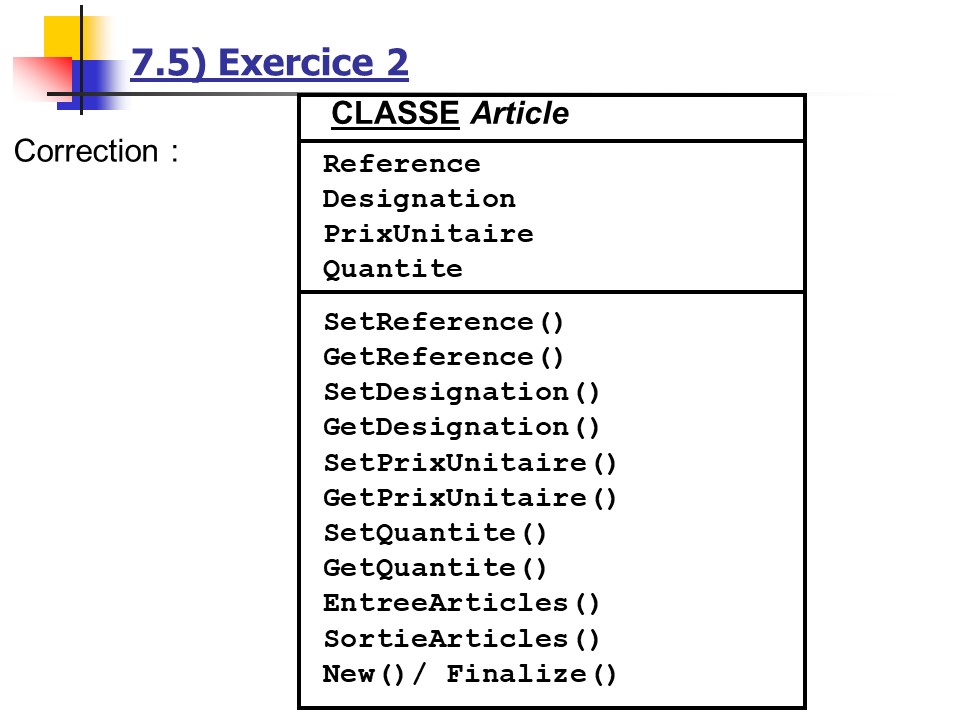 7.5) Exercice 2
CLASSE Article
Correction :
Reference
Designation
PrixUnitaire
Quantite
SetReference()
GetReference()
SetDesignation()
GetDesignation()
SetPrixUnitaire()
GetPrixUnitaire()
SetQuantite()
GetQuantite()
EntreeArticles()
SortieArticles()
New()/ Finalize()